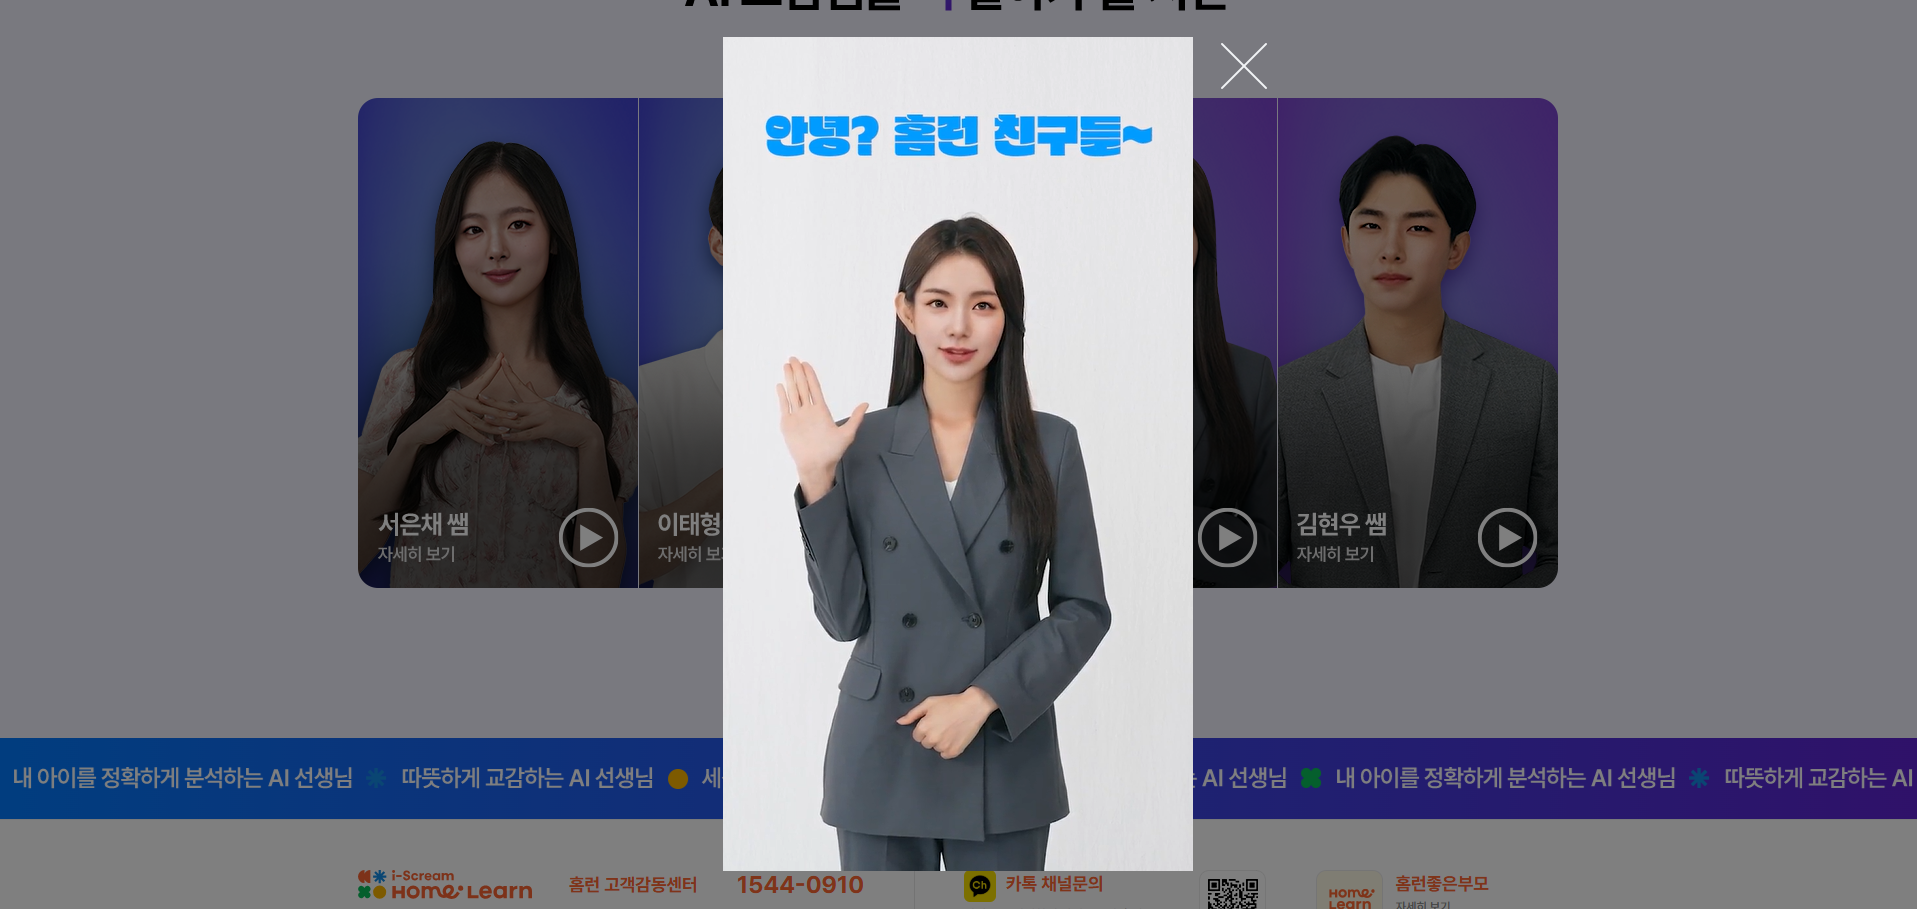 안녕? 홈런 친구들~
서은채 쌤
자세히 보기
이태형
자세히
김현우 쌤
자세히 보기
내 아이를 정확하게 분석하는 AI 선생님 따뜻하게 교감하는 AI 선생님
AI 선생님 내 아이를 정확하게 분석하는 AI 선생님 따뜻하게 교감하는 AI
i-Scream
Home Learn
홈런 고객감동센터
1544-0910
Ch
카톡 채널문의
Home
Learn
홈런좋은부모
자세히 보기